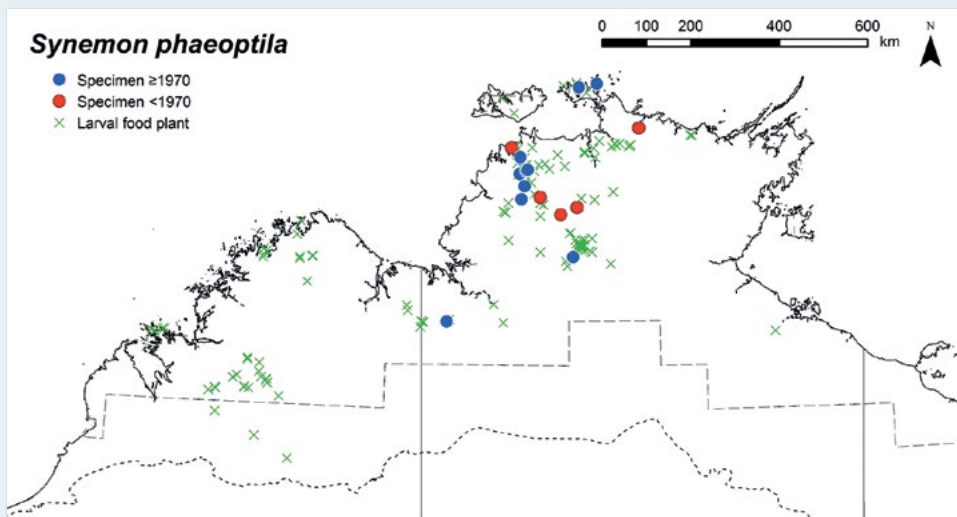 Synemon phaeoptila
Specimen ≥1970
Specimen <1970
Larval food plant
0 100 200 400 600
km
N